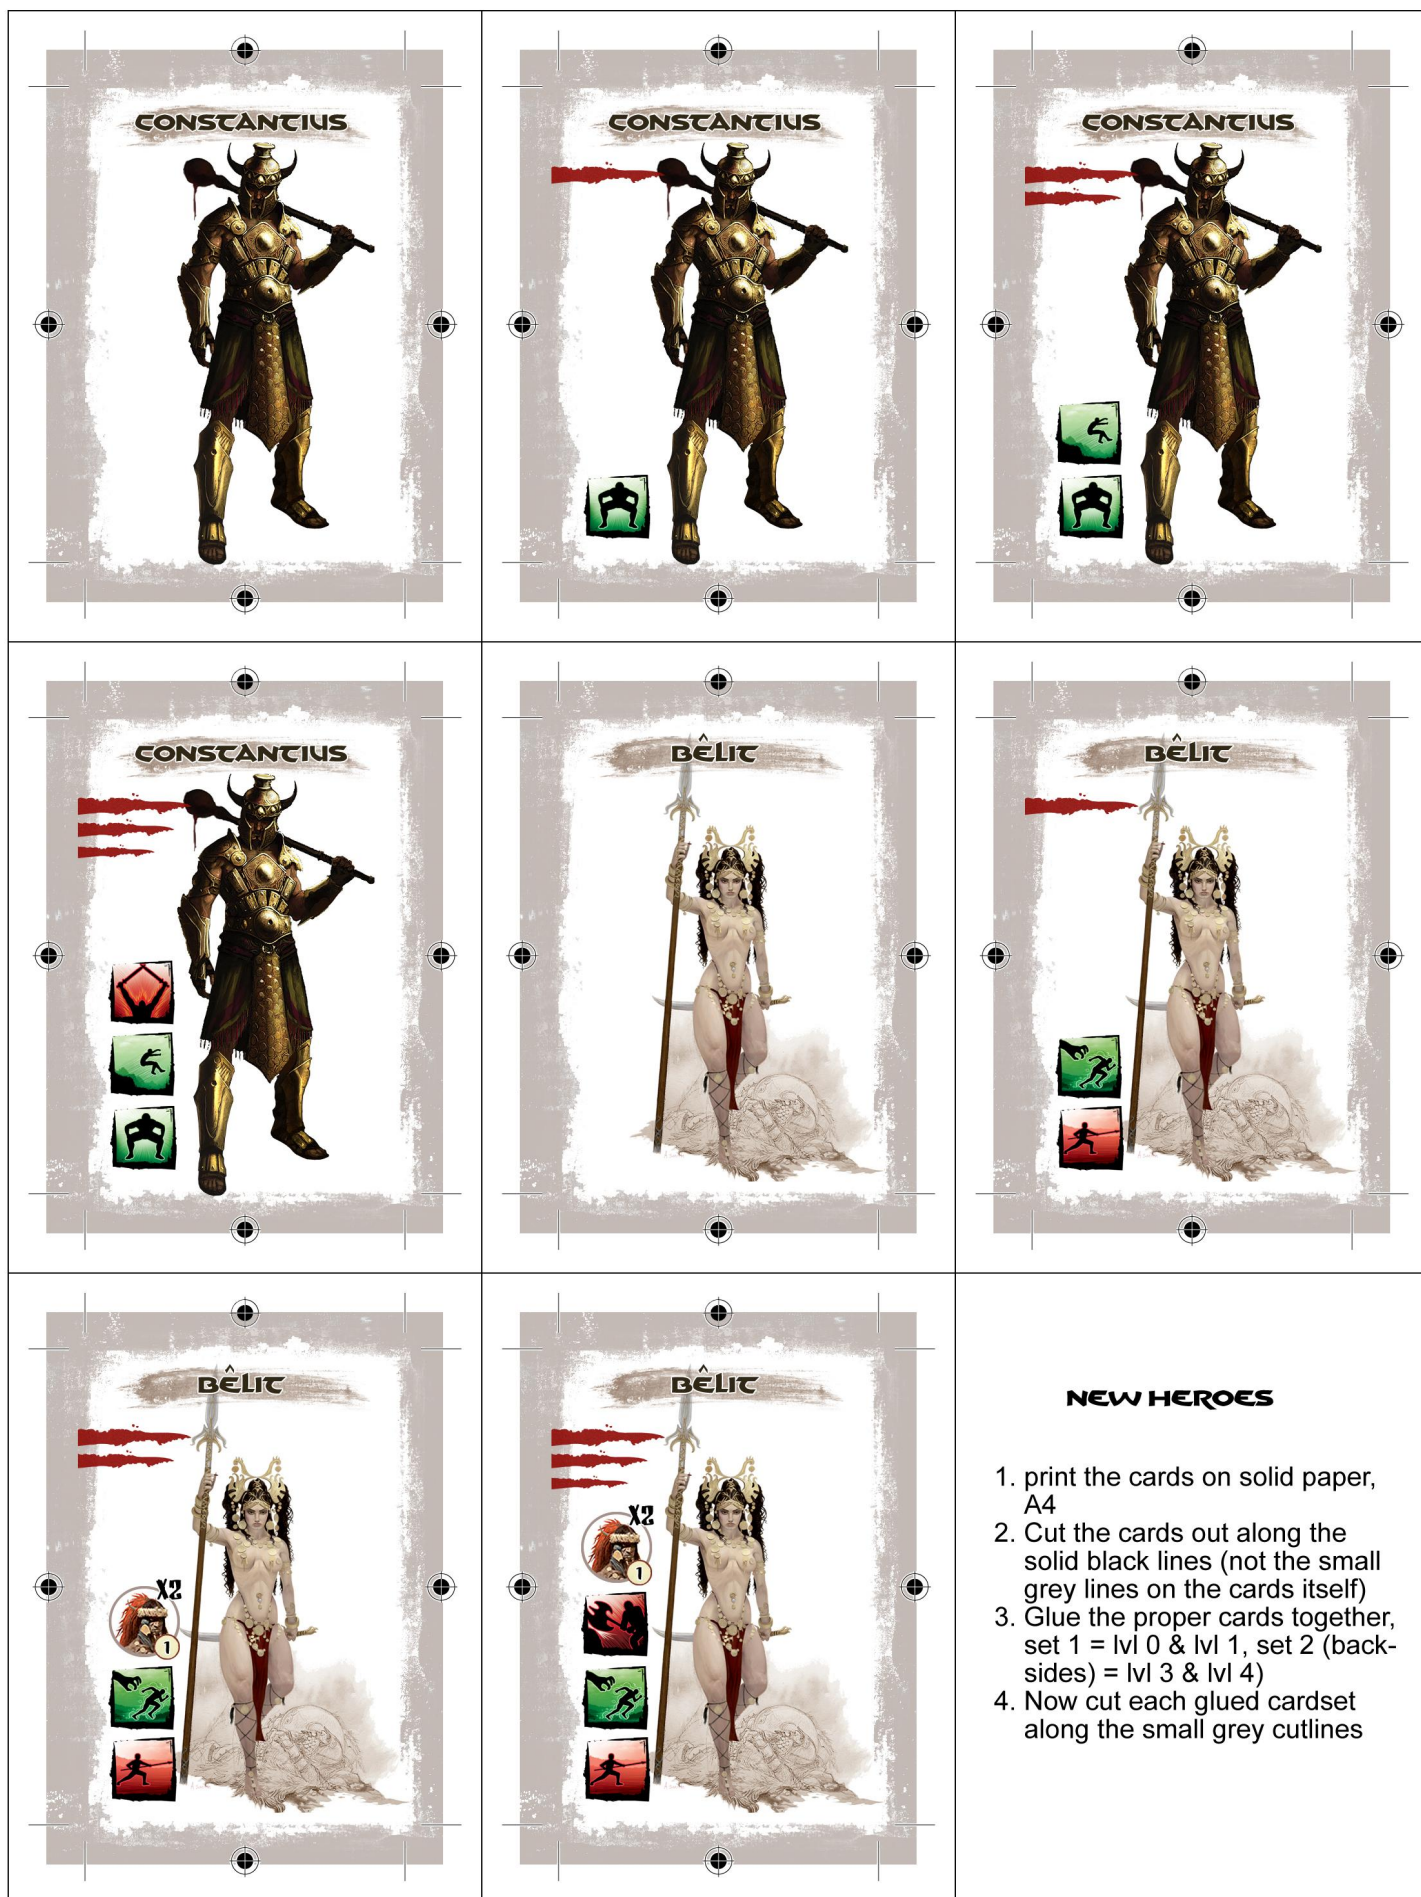 CONSTANTIUS
CONSTANTIUS
CONSTANTIUS
CONSTANTIUS
BÊLIT
BÊLIT
BÊLIT
X2
1
BÊLIT
X2
1
NEW HEROES
1. print the cards on solid paper,
A4
2. Cut the cards out along the
solid black lines (not the small
grey lines on the cards itself)
3. Glue the proper cards together,
set 1 = lvl 0 & lvl 1, set 2 (back-
sides) = lvl 3 & lvl 4)
4. Now cut each glued cardset
along the small grey cutlines